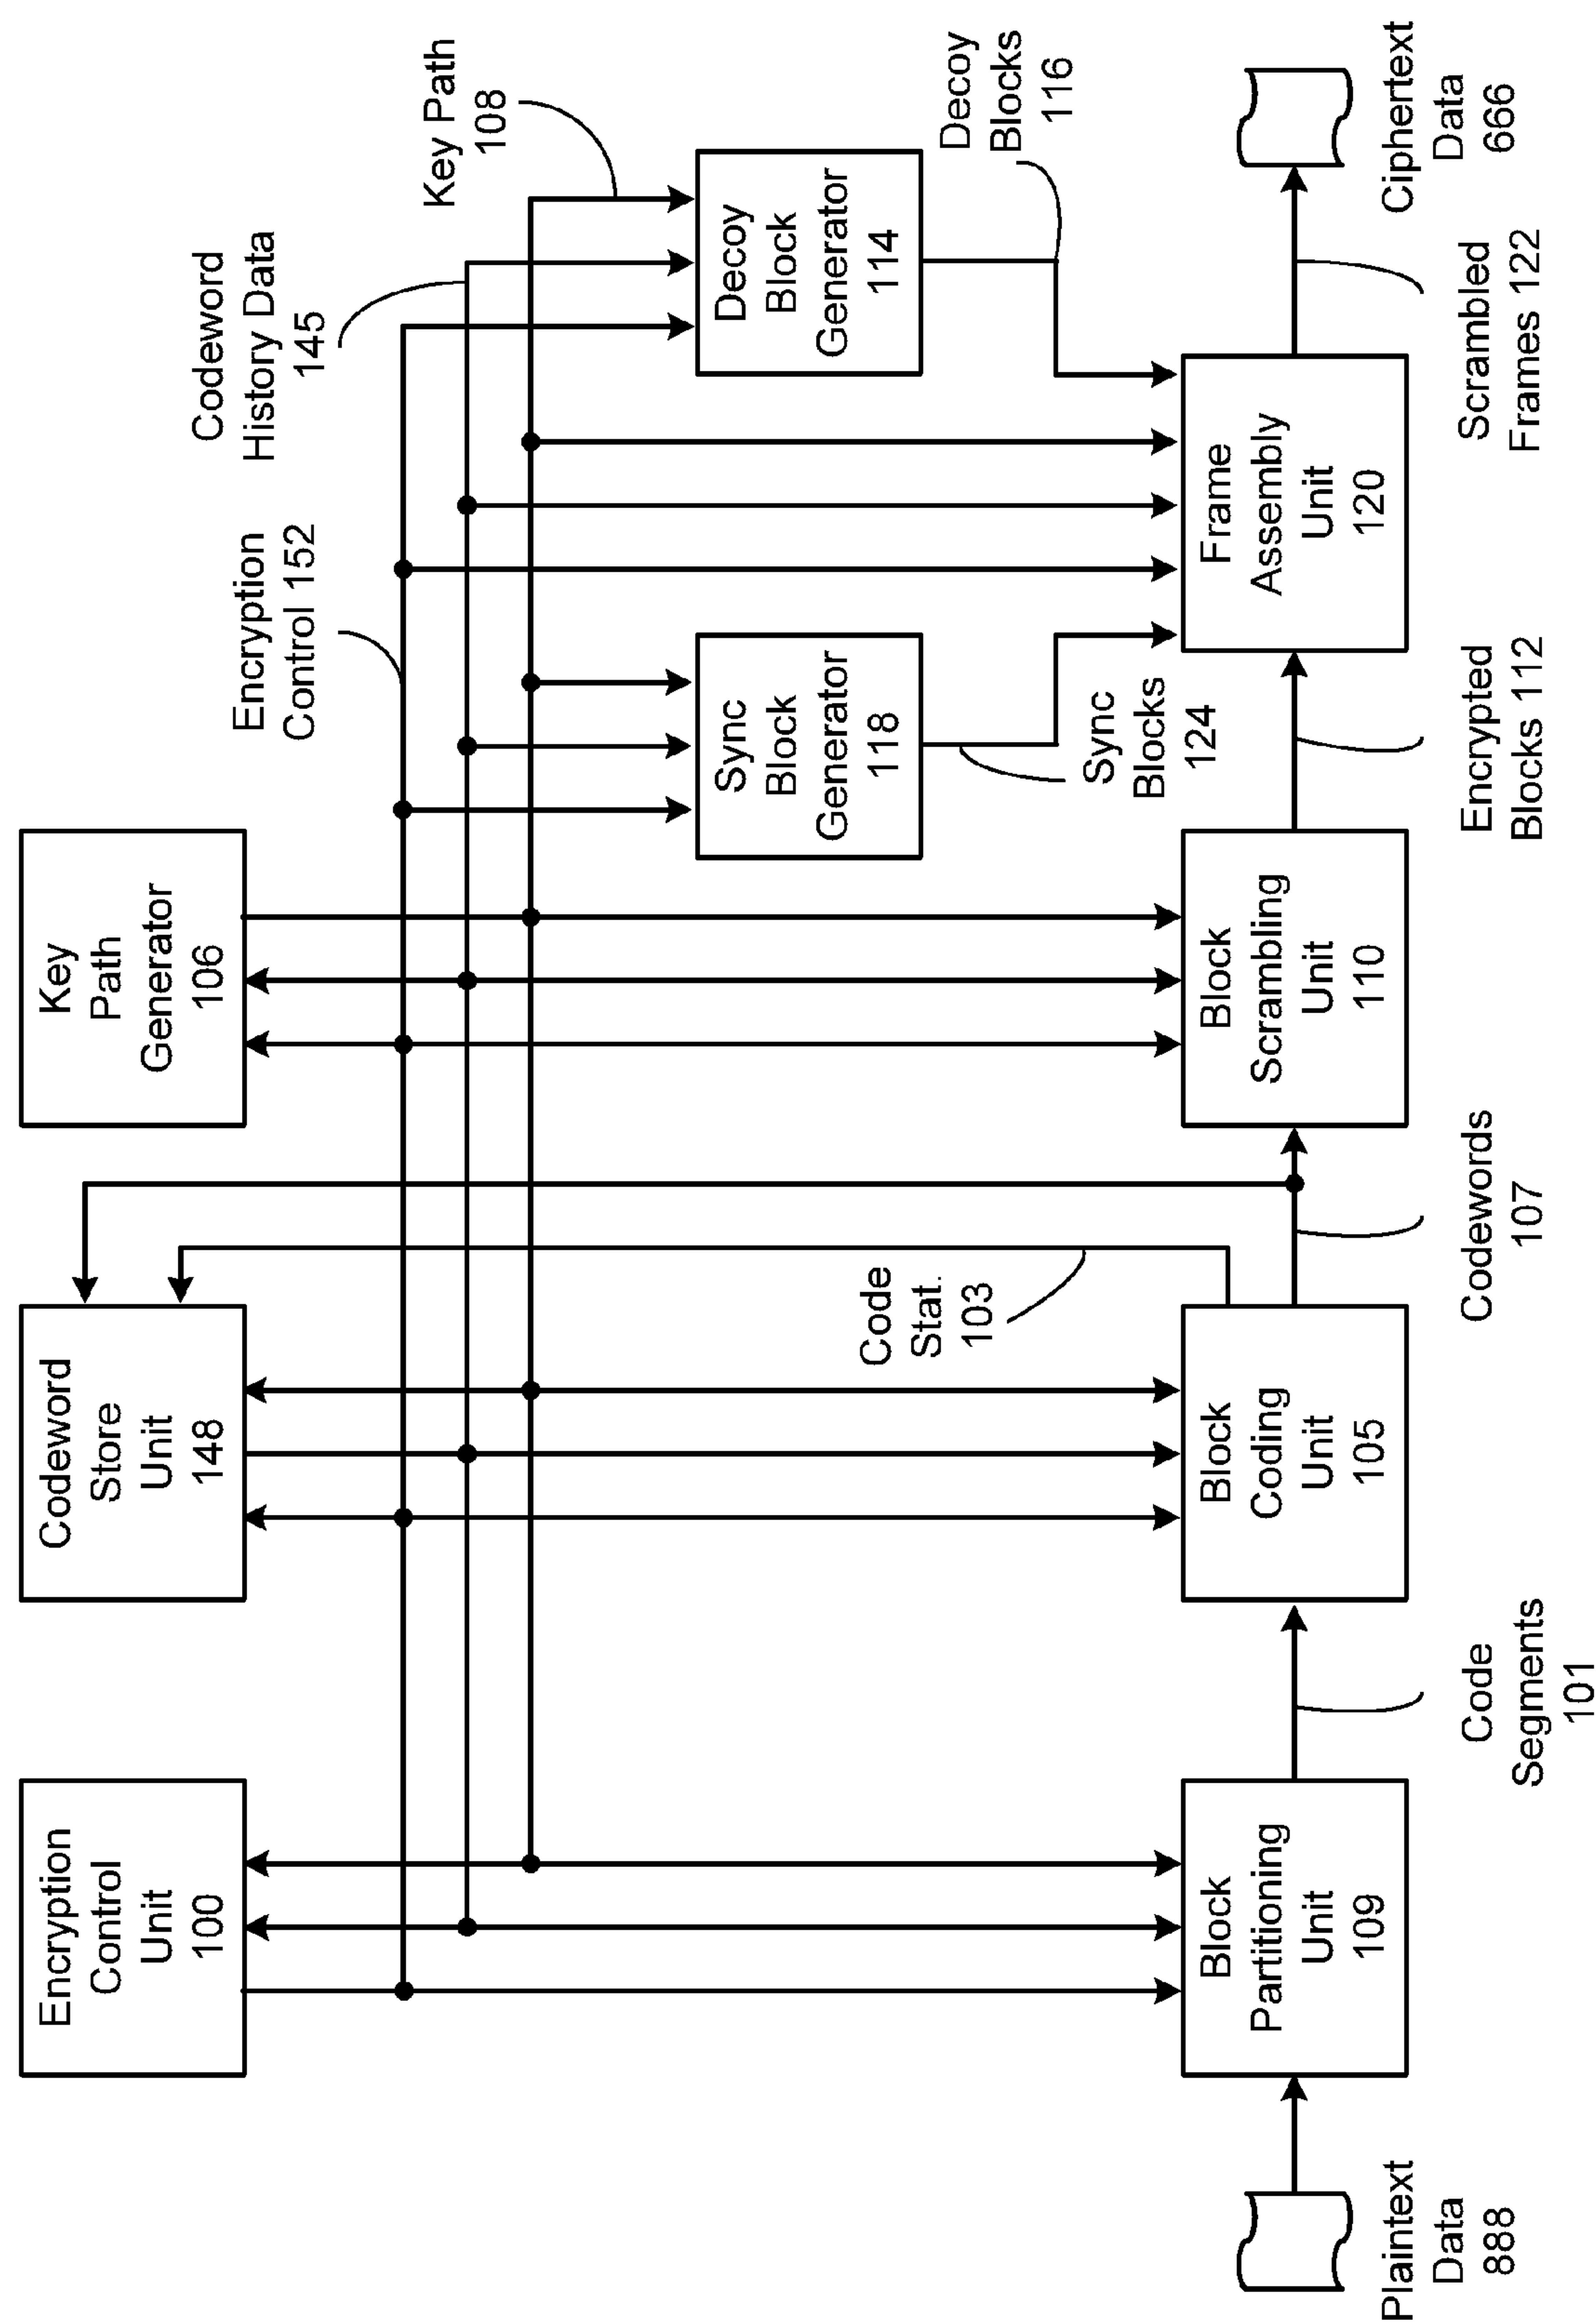 Encryption
Control
Unit
100
Codeword
Store
Unit
148
Key
Path
Generator
106
Encryption
Control 152
Codeword
History Data
145
Key Path
108
Sync
Block
Generator
118
Decoy
Block
Generator
114
Code
Stat.
103
Sync
Blocks
124
Decoy
Blocks
116
Plaintext
Data
888
Block
Partitioning
Unit
109
Code
Segments
101
Block
Coding
Unit
105
Codewords
107
Block
Scrambling
Unit
110
Encrypted
Blocks 112
Frame
Assembly
Unit
120
Scrambled
Frames 122
Ciphertext
Data
666